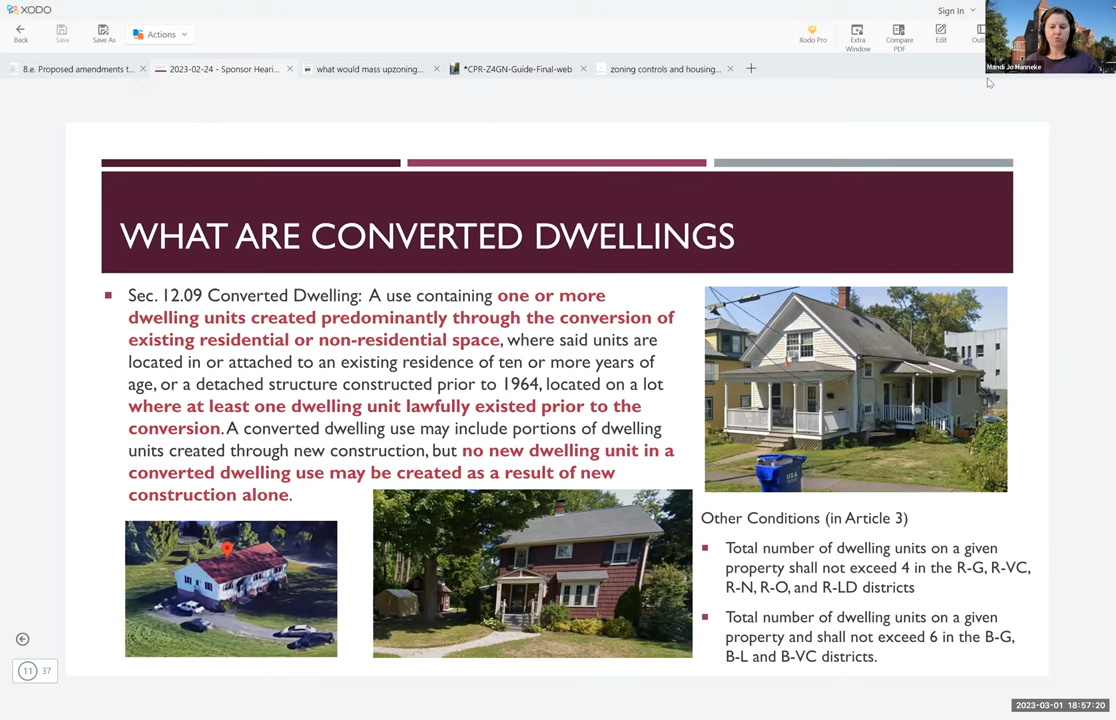 XODO
Sign In
Back
Save
Save As
Actions
Xodo Pro
Extra
Window
Compare
PDF
Edit
Mandi Jo Hanneke
8.e. Proposed amendments t...
2023-02-24 - Sponsor Heari...
what would mass upzoning...
*CPR-Z4GN-Guide-Final-web
zoning controls and housing...
WHAT ARE CONVERTED DWELLINGS
Sec. 12.09 Converted Dwelling: A use containing one or more
dwelling units created predominantly through the conversion of
existing residential or non-residential space, where said units are
located in or attached to an existing residence of ten or more years of
age, or a detached structure constructed prior to 1964, located on a lot
where at least one dwelling unit lawfully existed prior to the
conversion. A converted dwelling use may include portions of dwelling
units created through new construction, but no new dwelling unit in a
converted dwelling use may be created as a result of new
construction alone.
USA
Other Conditions (in Article 3)
Total number of dwelling units on a given
property shall not exceed 4 in the R-G, R-VC,
R-N, R-O, and R-LD districts
Total number of dwelling units on a given
property and shall not exceed 6 in the B-G,
B-L and B-VC districts.
11 37
2023-03-01 18:57:20